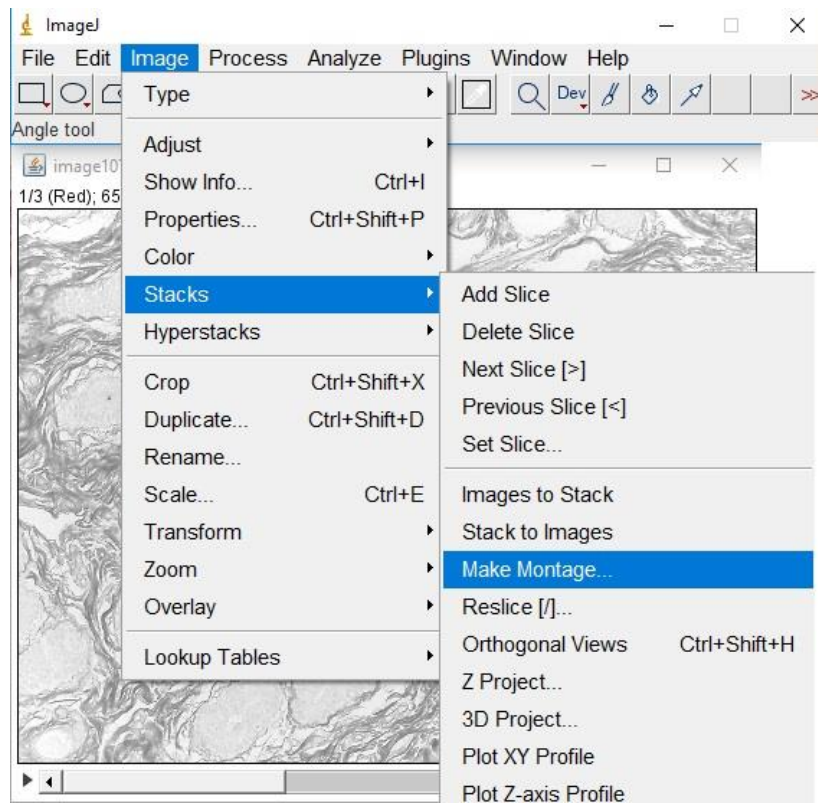 ImageJ
File Edit Image Process Analyze Plugins Window Help
Dev
>>
Angle tool
image10
1/3 (Red); 65
Type
Adjust
Show Info... Ctrl+I
Properties... Ctrl+Shift+P
Color
Stacks
Hyperstacks
Crop Ctrl+Shift+X
Duplicate... Ctrl+Shift+D
Rename...
Scale... Ctrl+E
Transform
Zoom
Overlay
Lookup Tables
Add Slice
Delete Slice
Next Slice [>]
Previous Slice [<]
Set Slice...
Images to Stack
Stack to Images
Make Montage...
Reslice [/]...
Orthogonal Views Ctrl+Shift+H
Z Project...
3D Project...
Plot XY Profile
Plot Z-axis Profile